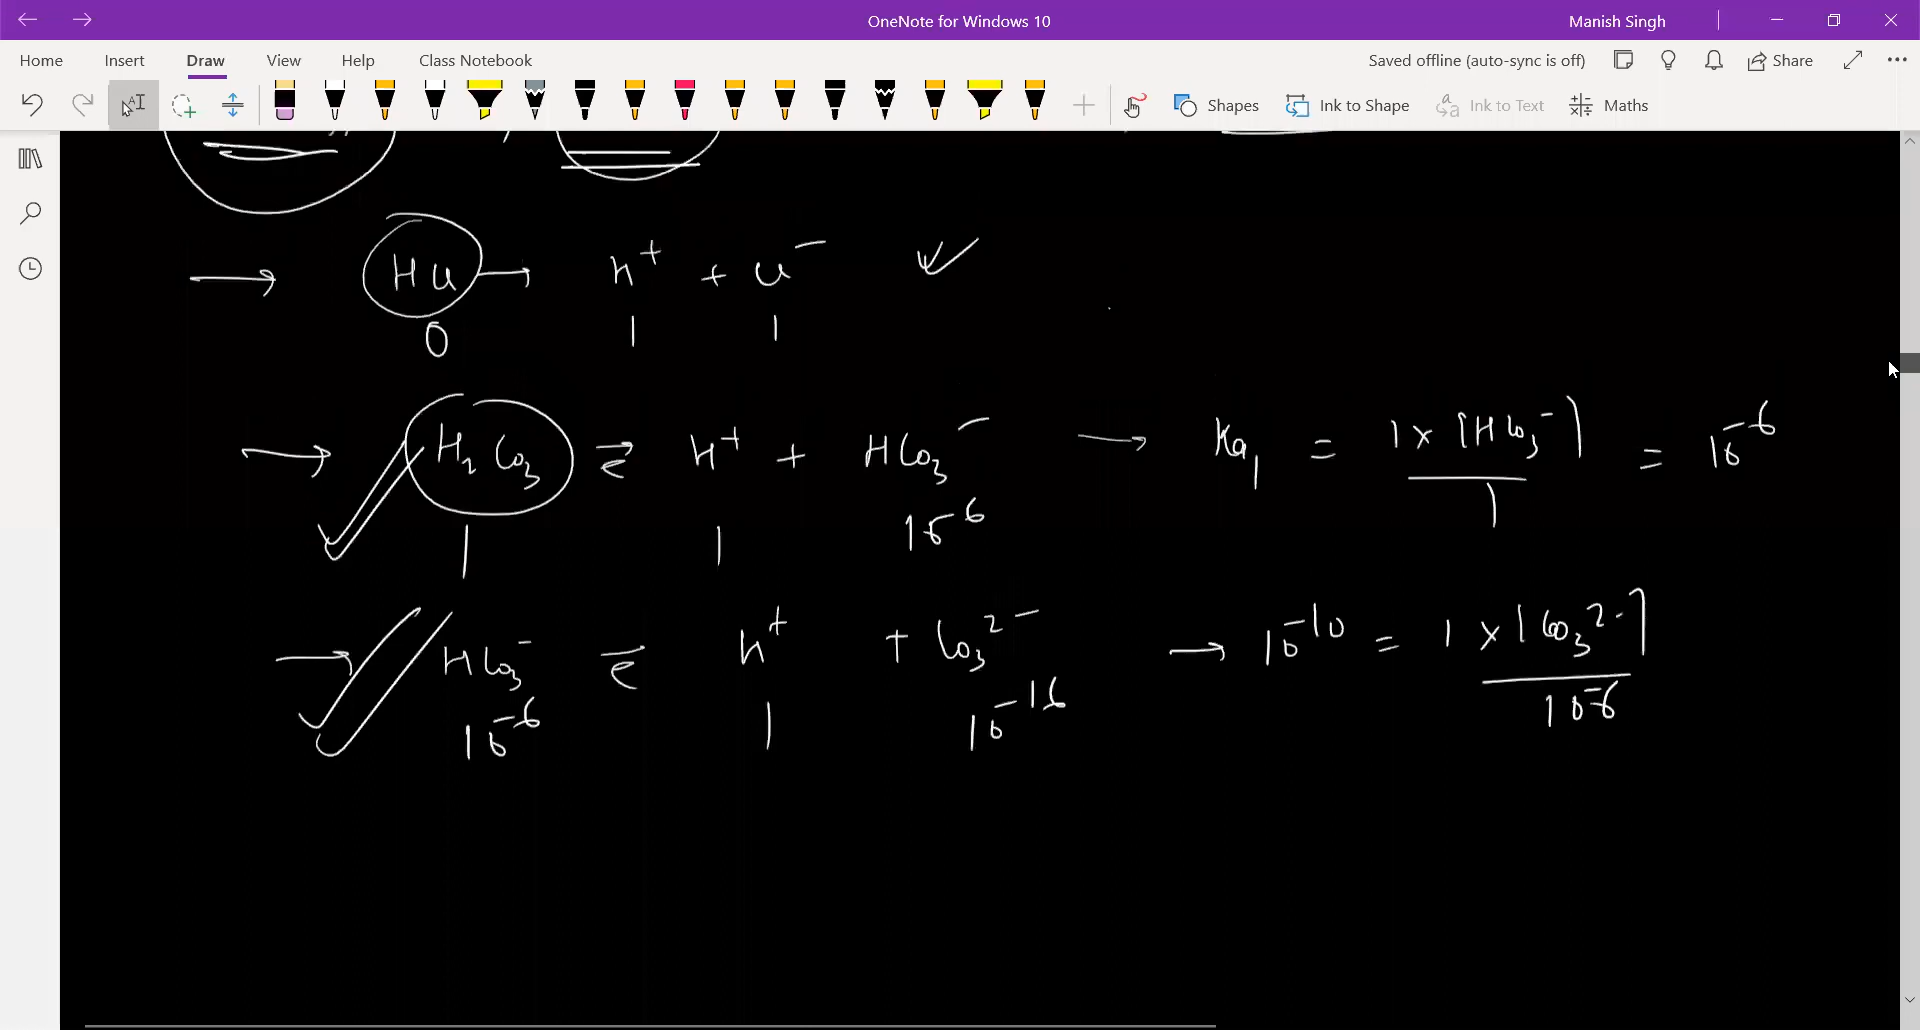 OneNote for Windows 10 Manish Singh
Home Insert Draw View Help Class Notebook Saved offline (auto-sync is off) Share
Shapes Ink to Shape Ink to Text Maths
HCl → H⁺ + Cl⁻
0 1 1
→ H₂CO₃ ⇌ H⁺ + HCO₃⁻ → Ka₁ = 1 × [HCO₃⁻] / 1 = 10⁻⁶
1 1 10⁻⁶
→ HCO₃⁻ ⇌ H⁺ + CO₃²⁻ → 10⁻¹⁰ = 1 × [CO₃²⁻] / 10⁻⁶
10⁻⁶ 1 10⁻¹⁶